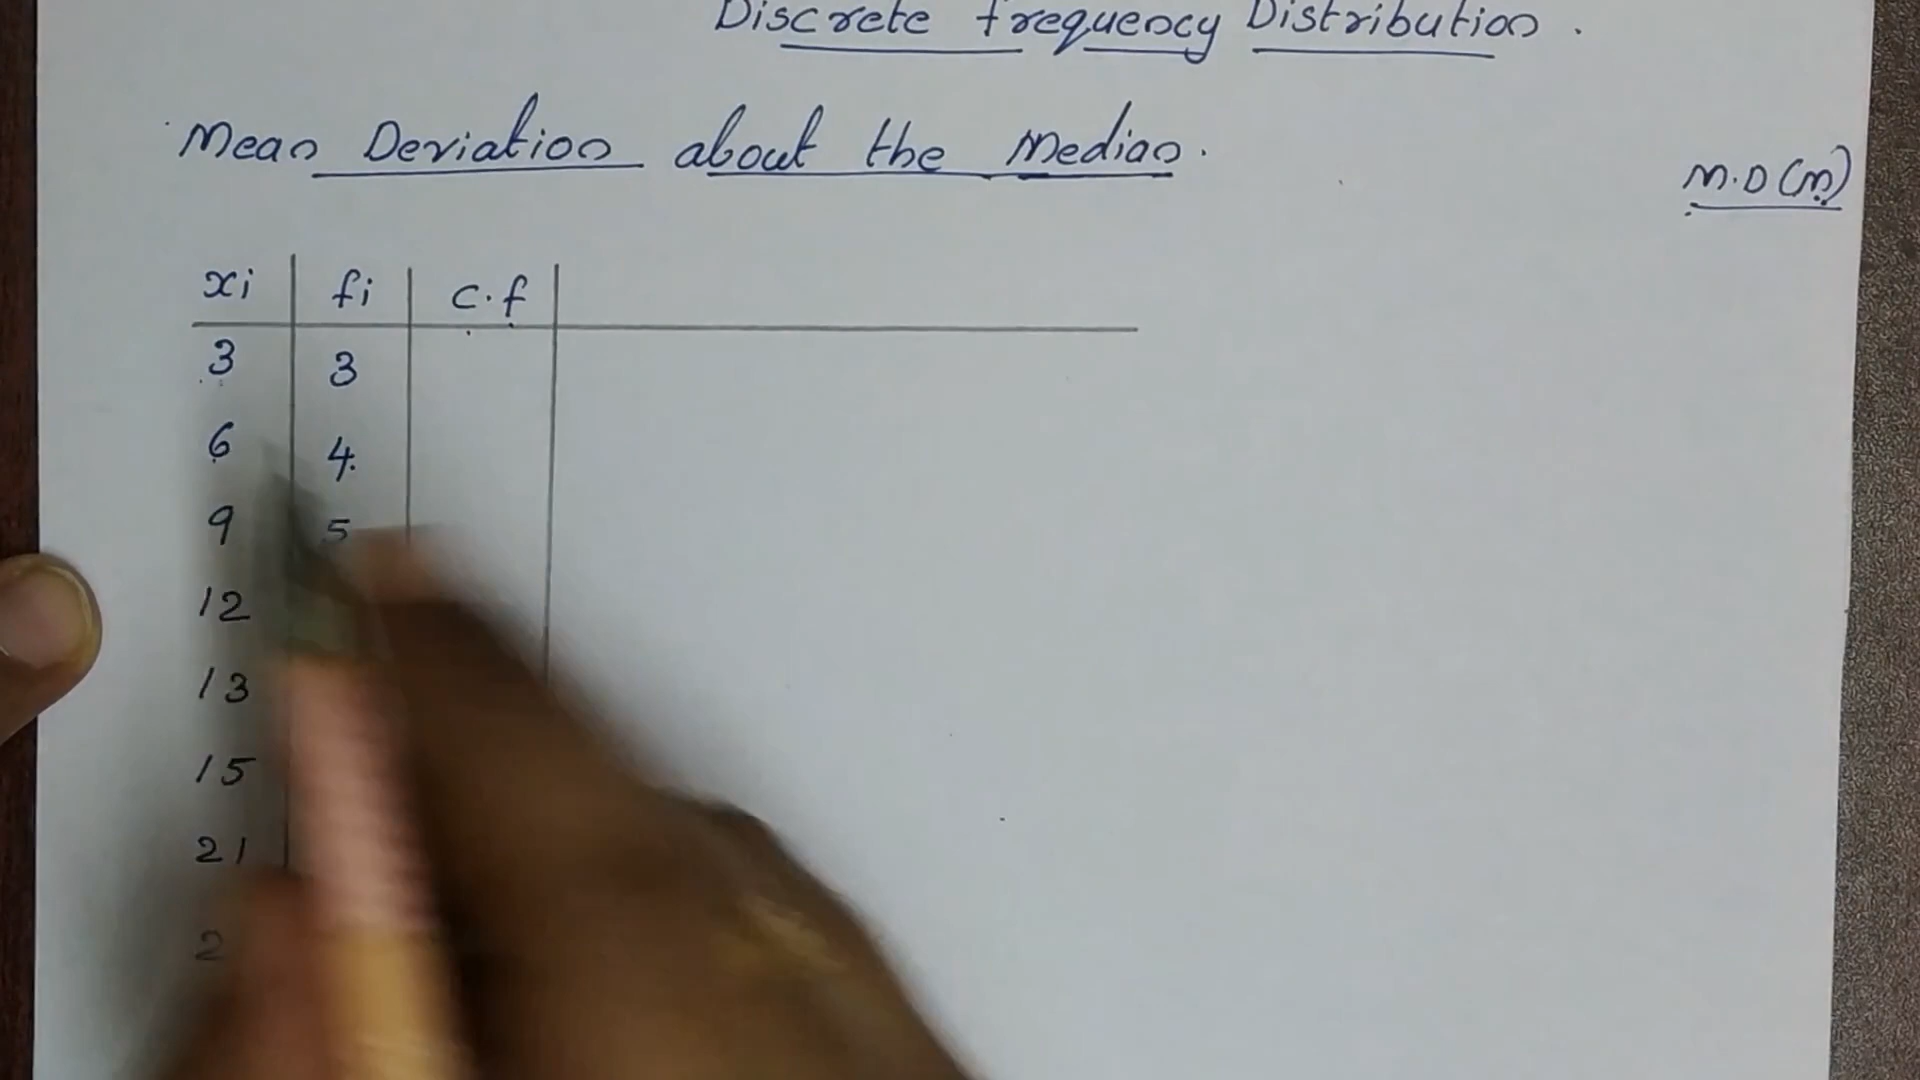 Discrete frequency Distribution.
Mean Deviation about the Median.
M.D (M)
xi fi c.f
3 3
6 4
9 5
12
13
15
21
2